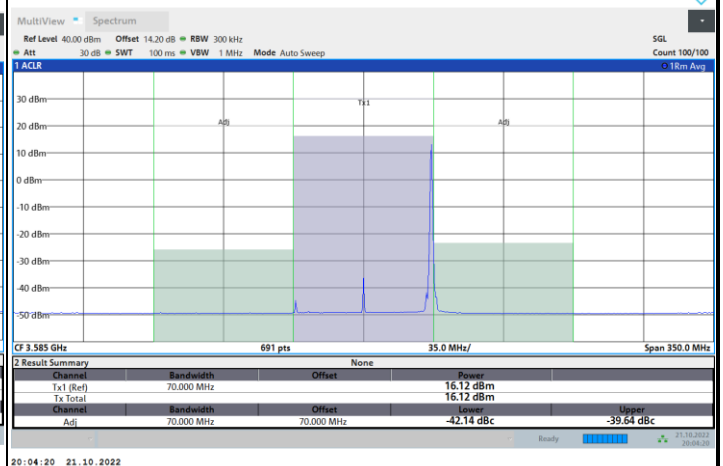 MultiView Spectrum
Ref Level 40.00 dBm Offset 14.20 dB RBW 300 kHz SGL
Att 30 dB SWT 100 ms VBW 1 MHz Mode Auto Sweep Count 100/100
1 ACLR 1Rm Avg
30 dBm
Tx1
20 dBm Adj Adj
10 dBm
0 dBm
-10 dBm
-20 dBm
-30 dBm
-40 dBm
-50 dBm
CF 3.585 GHz 691 pts 35.0 MHz/ Span 350.0 MHz
2 Result Summary None
Channel Bandwidth Offset Power
Tx1 (Ref) 70.000 MHz 16.12 dBm
Tx Total 16.12 dBm
Channel Bandwidth Offset Lower Upper
Adj 70.000 MHz 70.000 MHz -42.14 dBc -39.64 dBc
Ready 21.10.2022
20:04:20
20:04:20 21.10.2022